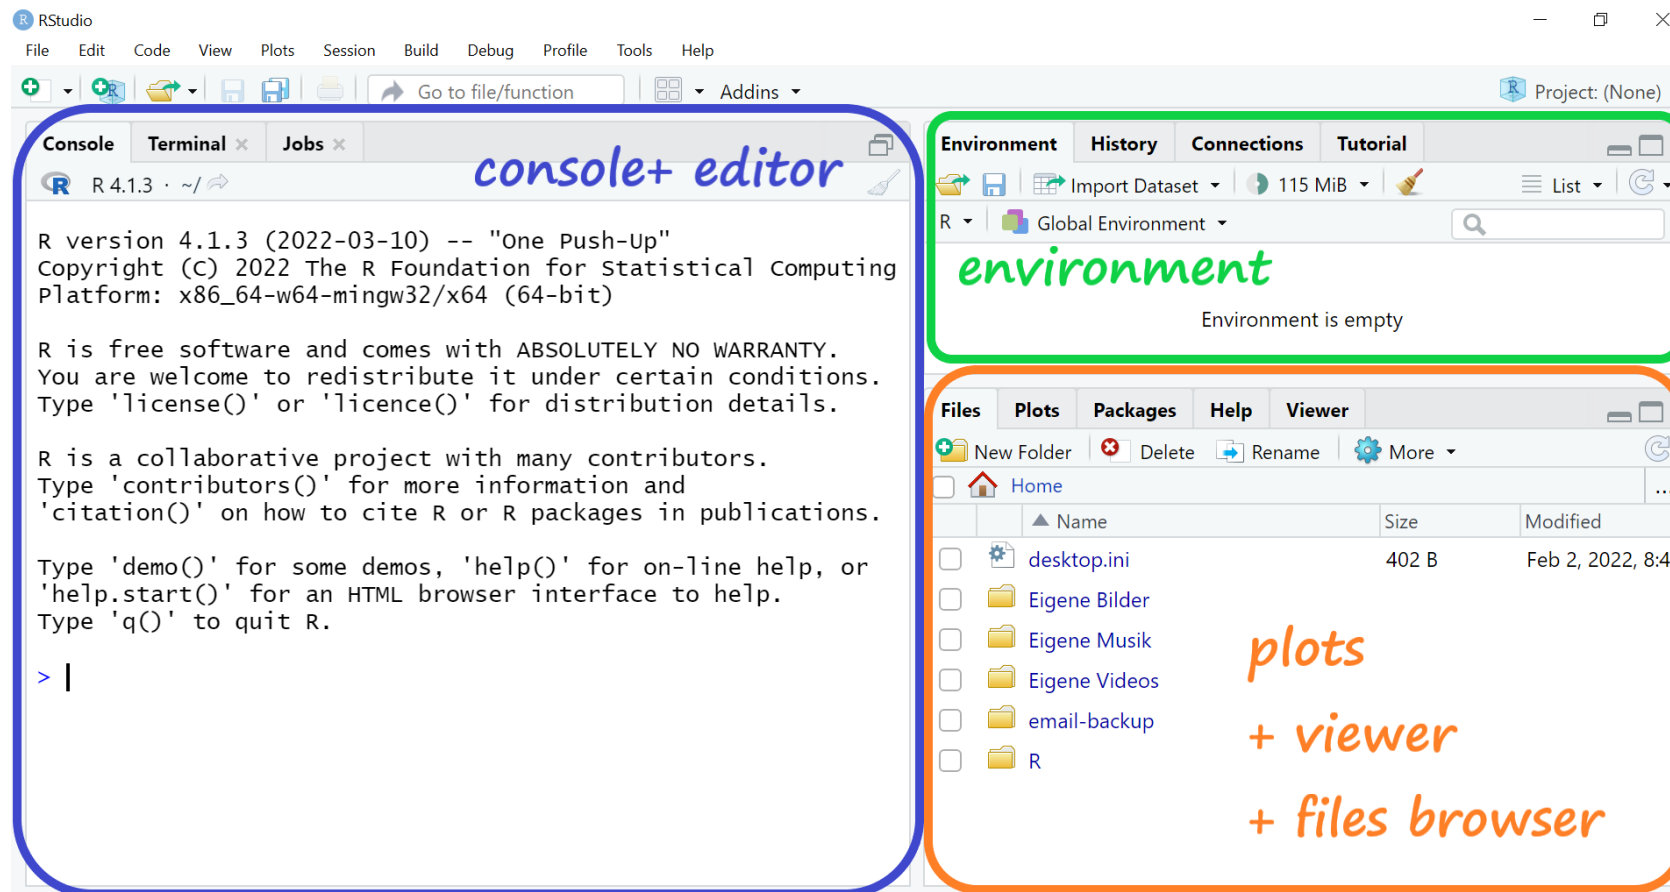 RStudio
File Edit Code View Plots Session Build Debug Profile Tools Help
Go to file/function Addins Project: (None)
Console Terminal Jobs
console+ editor
R 4.1.3 · ~/
R version 4.1.3 (2022-03-10) -- "One Push-Up"
Copyright (C) 2022 The R Foundation for Statistical Computing
Platform: x86_64-w64-mingw32/x64 (64-bit)
R is free software and comes with ABSOLUTELY NO WARRANTY.
You are welcome to redistribute it under certain conditions.
Type 'license()' or 'licence()' for distribution details.
R is a collaborative project with many contributors.
Type 'contributors()' for more information and
'citation()' on how to cite R or R packages in publications.
Type 'demo()' for some demos, 'help()' for on-line help, or
'help.start()' for an HTML browser interface to help.
Type 'q()' to quit R.
>
Environment History Connections Tutorial
Import Dataset 115 MiB List
R Global Environment
environment
Environment is empty
Files Plots Packages Help Viewer
New Folder Delete Rename More
Home ...
Name Size Modified
desktop.ini 402 B Feb 2, 2022, 8:4
Eigene Bilder
Eigene Musik
Eigene Videos
email-backup
R
plots
+ viewer
+ files browser